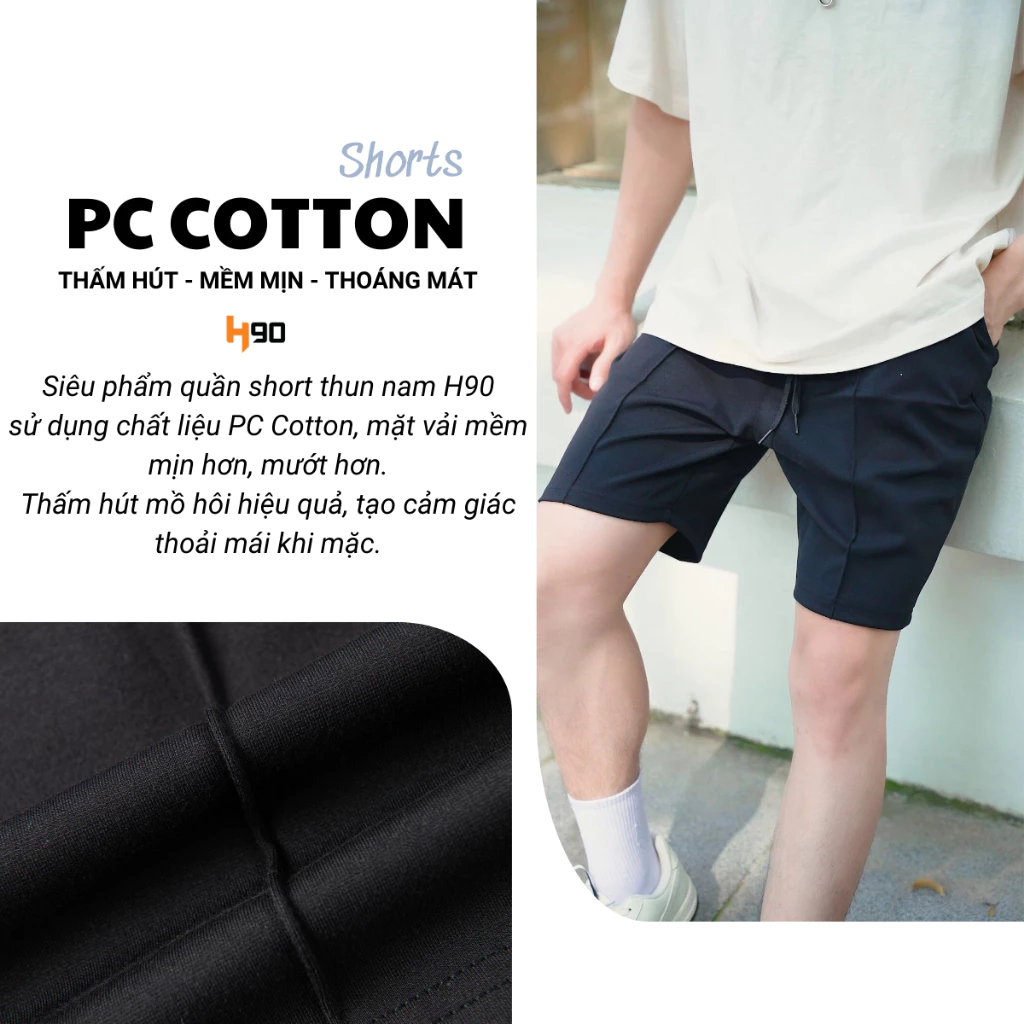 Shorts
PC COTTON
THẤM HÚT - MỀM MỊN - THOÁNG MÁT
H90
Siêu phẩm quần short thun nam H90
sử dụng chất liệu PC Cotton, mặt vải mềm
mịn hơn, mướt hơn.
Thấm hút mồ hôi hiệu quả, tạo cảm giác
thoải mái khi mặc.